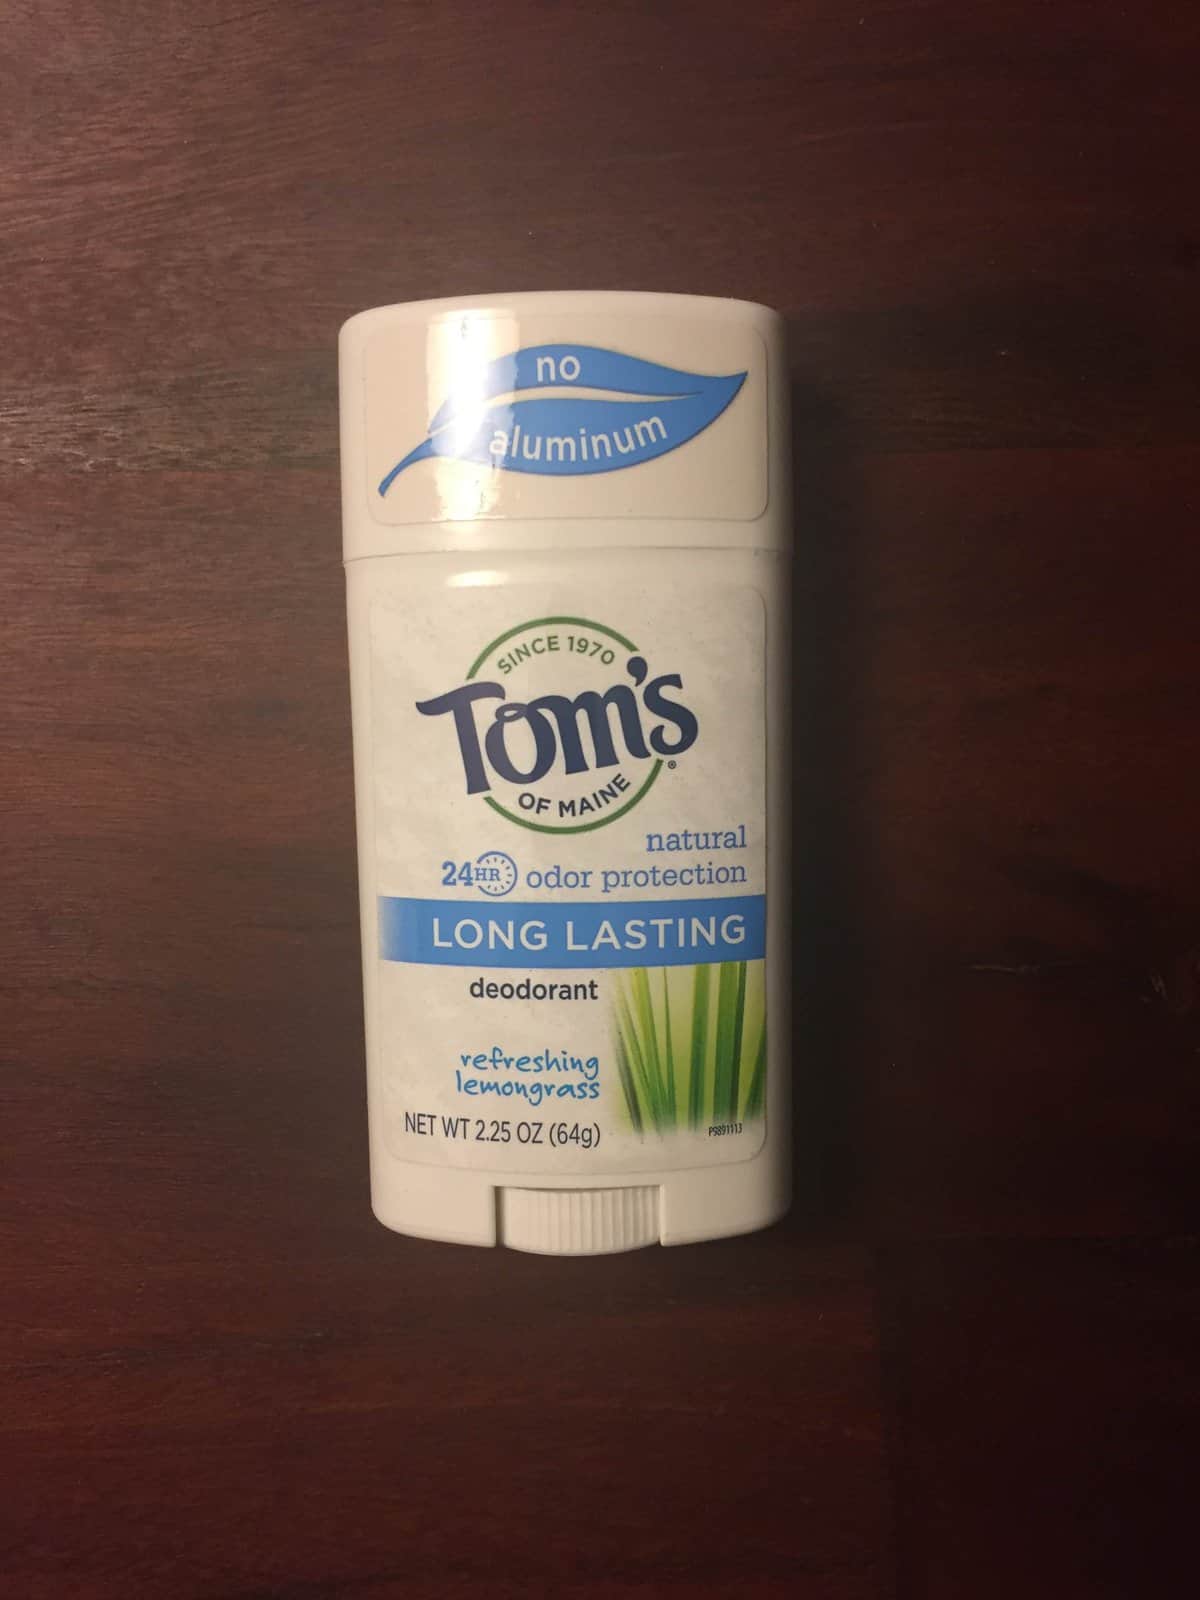 no
aluminum
SINCE 1970
Tom's®
OF MAINE
natural
24HR odor protection
LONG LASTING
deodorant
refreshing
lemongrass
NET WT 2.25 OZ (64g)
P9891113